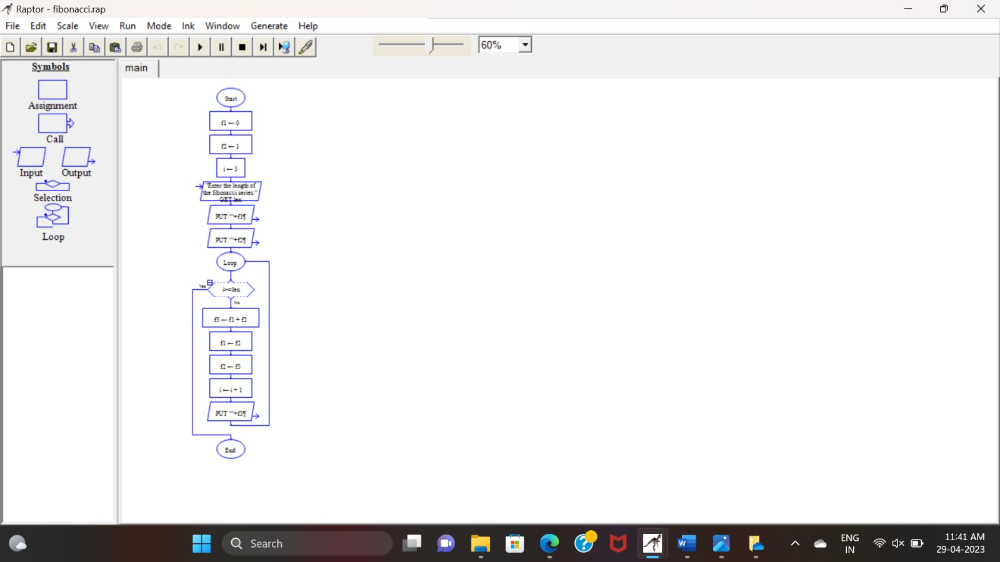 Raptor - fibonacci.rap
File Edit Scale View Run Mode Ink Window Generate Help
60%
Symbols
main
Assignment
Call
Input Output
Selection
Loop
Start
f1 ← 0
f2 ← 1
i ← 3
"Enter the length of
the fibonacci series:"
GET len
PUT ""+f1¶
PUT ""+f2¶
Loop
Yes
i>=len
No
f3 ← f1 + f2
f1 ← f2
f2 ← f3
i ← i + 1
PUT ""+f3¶
End
Search
ENG
IN
11:41 AM
29-04-2023